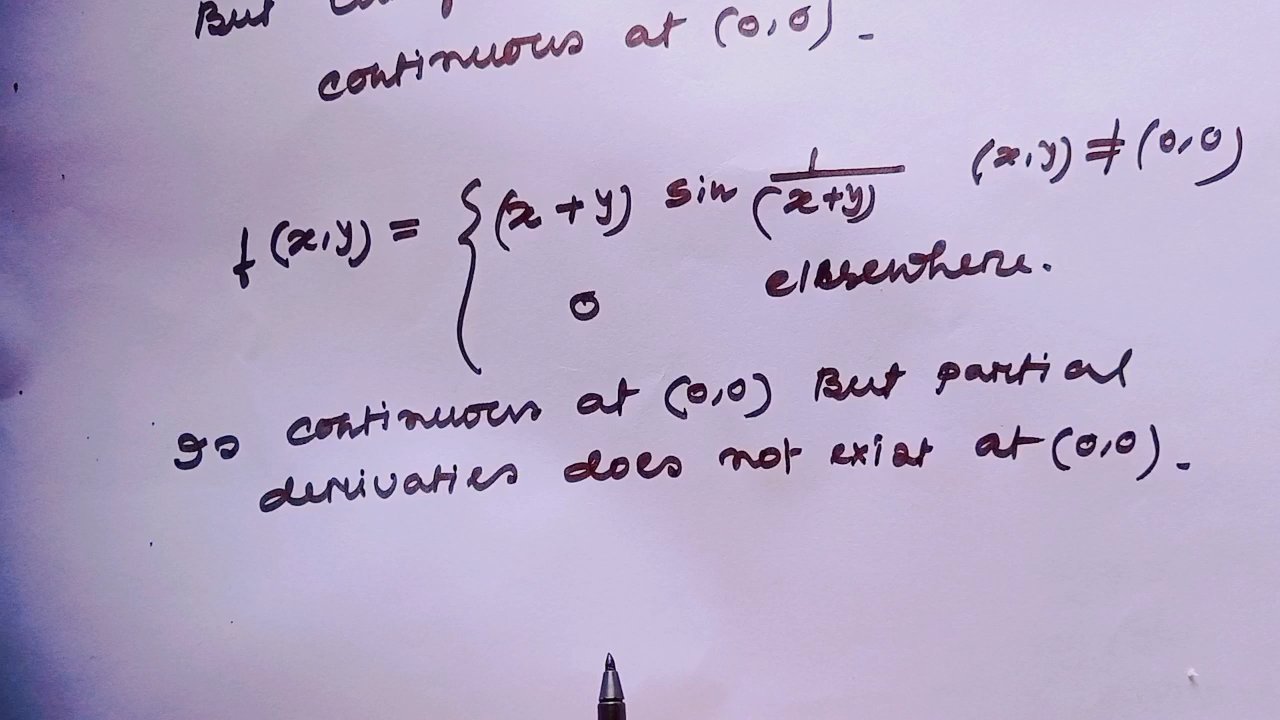 But
continuous at (0,0) -
f(x,y) = { (x+y) sin 1/(x+y) (x,y) ≠ (0,0)
0 elsewhere.
Is continuous at (0,0) But partial
derivaties does not exist at (0,0).